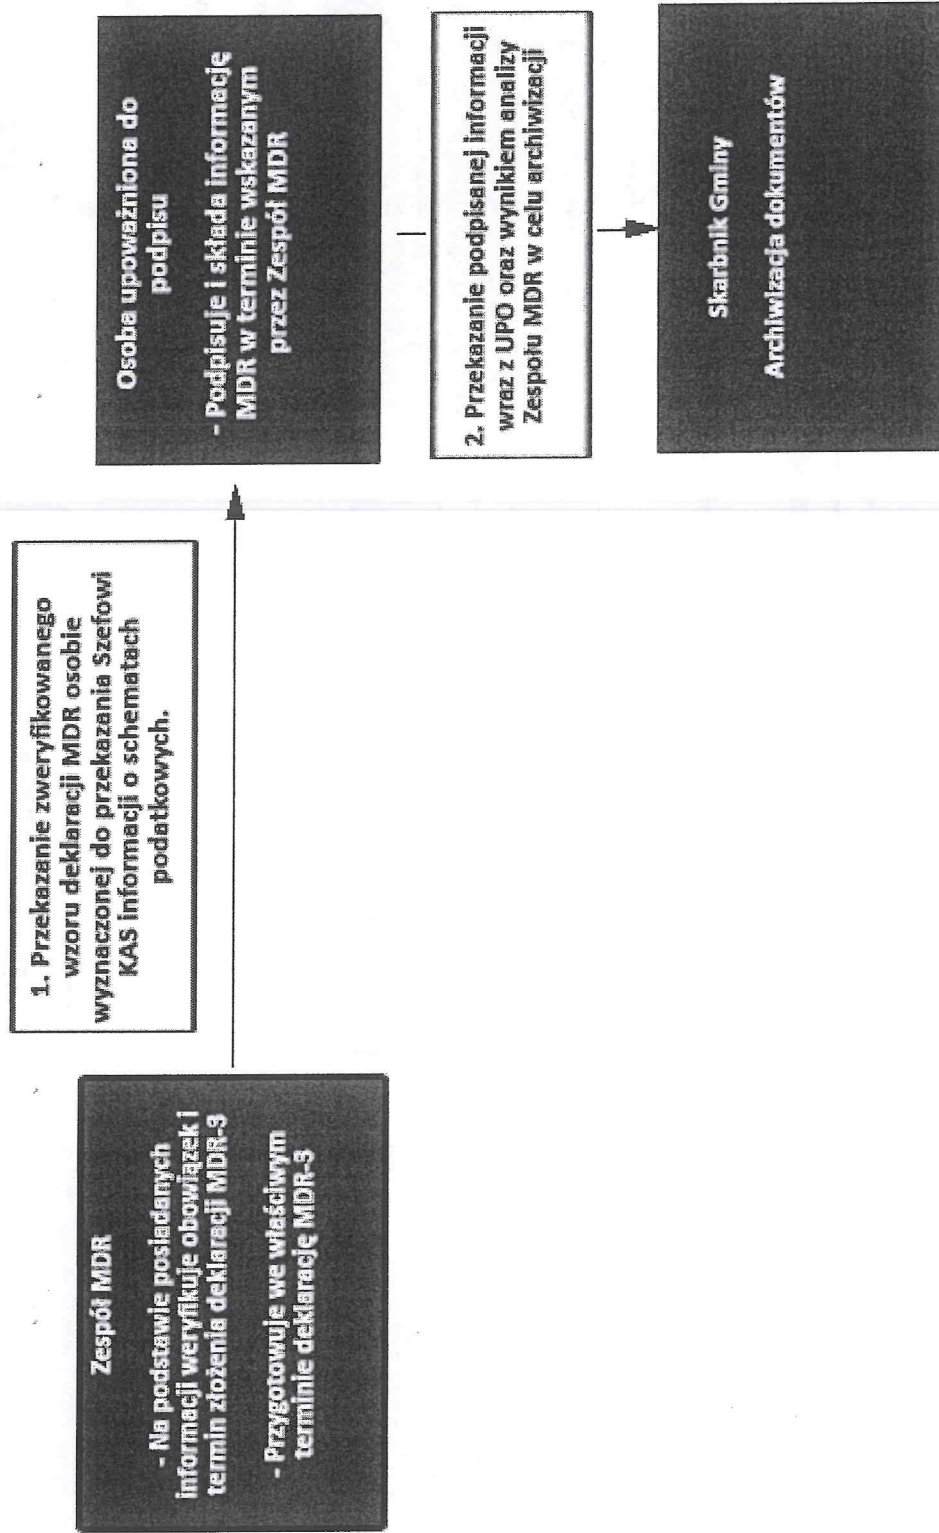 Zespół MDR
- Na podstawie posiadanych
informacji weryfikuje obowiązek i
termin złożenia deklaracji MDR-3
- Przygotowuje we właściwym
terminie deklarację MDR-3
1. Przekazanie zweryfikowanego
wzoru deklaracji MDR osobie
wyznaczonej do przekazania Szefowi
KAS informacji o schematach
podatkowych.
Osoba upoważniona do
podpisu
- Podpisuje i składa informację
MDR w terminie wskazanym
przez Zespół MDR
2. Przekazanie podpisanej informacji
wraz z UPO oraz wynikiem analizy
Zespołu MDR w celu archiwizacji
Skarbnik Gminy
Archiwizacja dokumentów